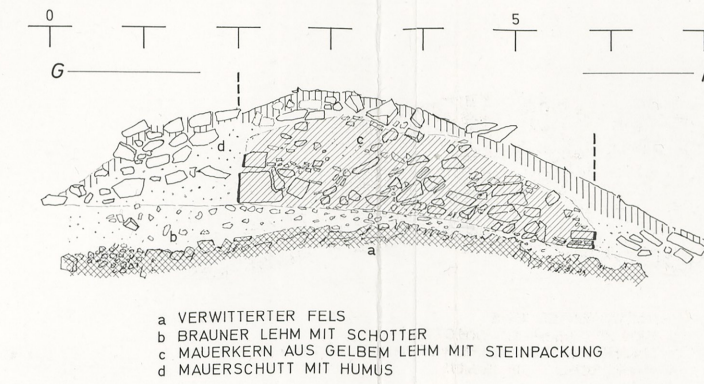 0 5
G
d c
b
a
a VERWITTERTER FELS
b BRAUNER LEHM MIT SCHOTTER
c MAUERKERN AUS GELBEM LEHM MIT STEINPACKUNG
d MAUERSCHUTT MIT HUMUS